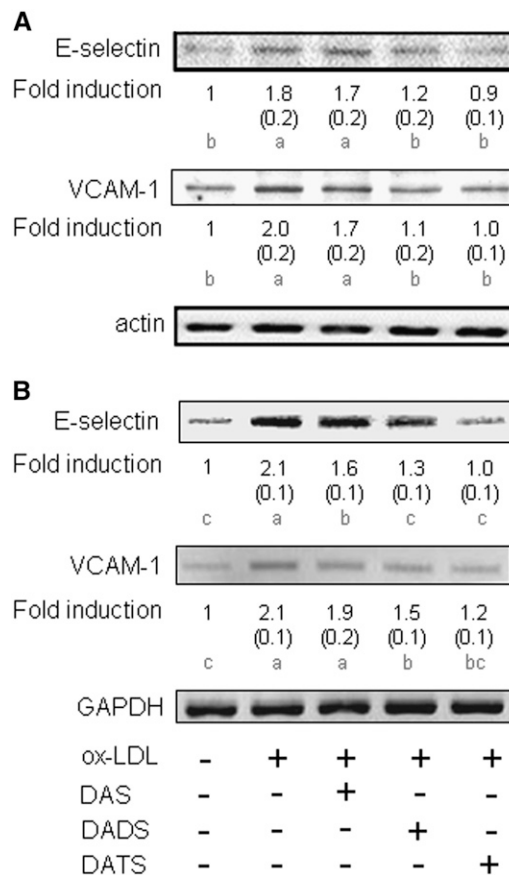 A
E-selectin
Fold induction 1 1.8 1.7 1.2 0.9
(0.2) (0.2) (0.2) (0.1)
b a a b b
VCAM-1
Fold induction 1 2.0 1.7 1.1 1.0
(0.2) (0.2) (0.2) (0.1)
b a a b b
actin
B
E-selectin
Fold induction 1 2.1 1.6 1.3 1.0
(0.1) (0.1) (0.1) (0.1)
c a b c c
VCAM-1
Fold induction 1 2.1 1.9 1.5 1.2
(0.1) (0.2) (0.1) (0.1)
c a a b bc
GAPDH
ox-LDL - + + + +
DAS - - + - -
DADS - - - + -
DATS - - - - +